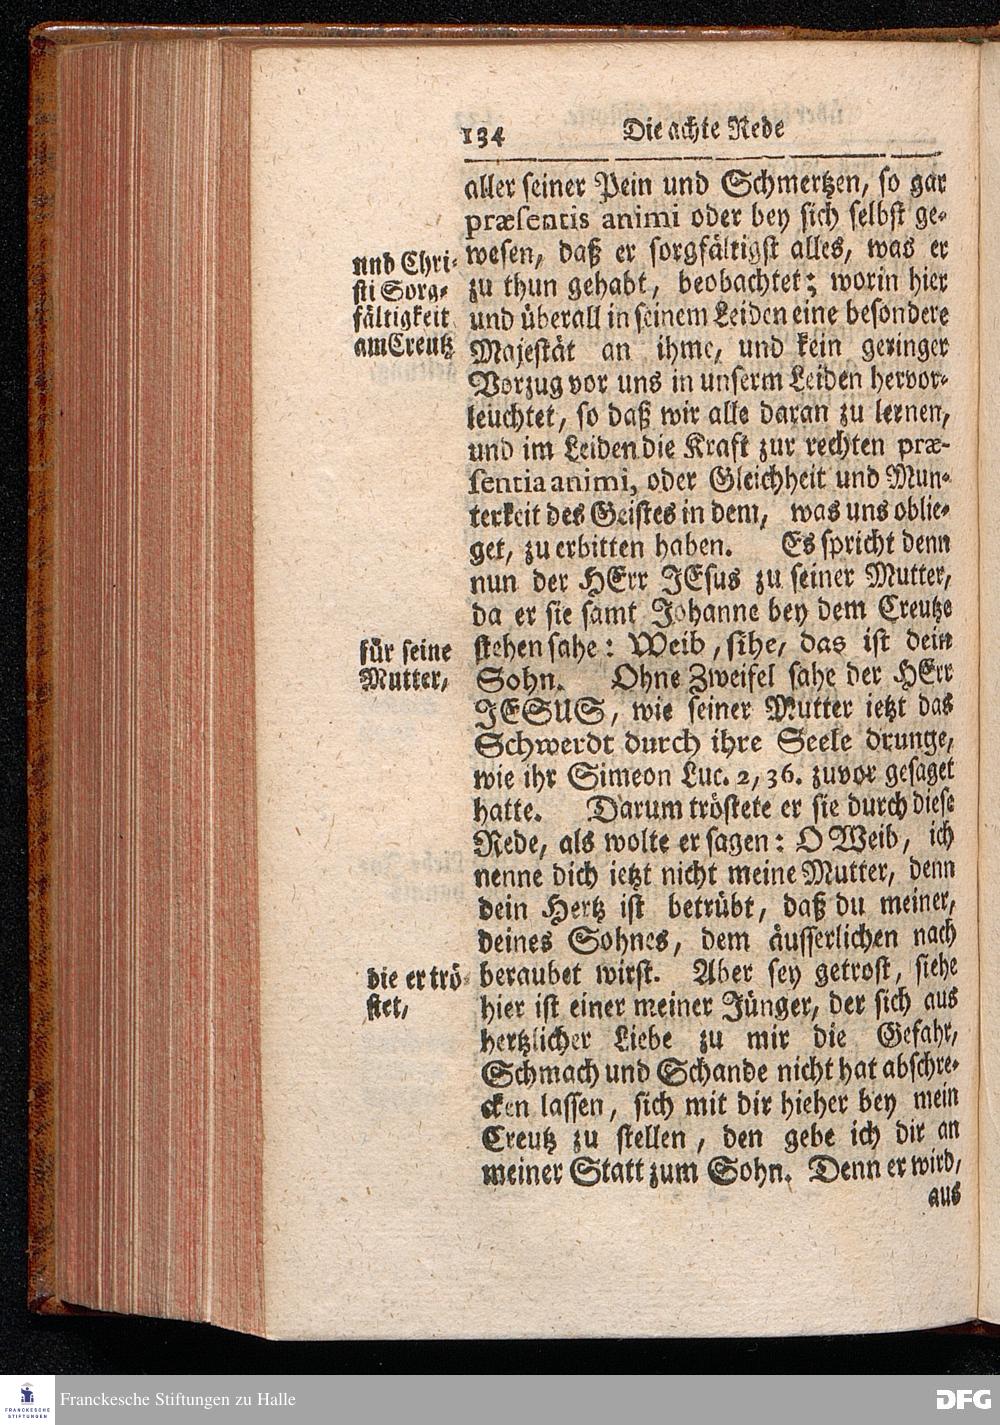 134 Die achte Rede
aller seiner Pein und Schmertzen, so gar
præsentis animi oder bey sich selbst ge-
wesen, daß er sorgfältigst alles, was er
zu thun gehabt, beobachtet; worin hier
und überall in seinem Leiden eine besondere
Majestät an ihme, und kein geringer
Vorzug vor uns in unserm Leiden hervor-
leuchtet, so daß wir alle daran zu lernen,
und im Leiden die Kraft zur rechten præ-
sentia animi, oder Gleichheit und Mun-
terkeit des Geistes in dem, was uns oblie-
get, zu erbitten haben. Es spricht denn
nun der HErr JEsus zu seiner Mutter,
da er sie samt Johanne bey dem Creutze
stehen sahe: Weib, sihe, das ist dein
Sohn. Ohne Zweifel sahe der HErr
JESUS, wie seiner Mutter ietzt das
Schwerdt durch ihre Seele drunge,
wie ihr Simeon Luc. 2, 36. zuvor gesaget
hatte. Darum tröstete er sie durch diese
Rede, als wolte er sagen: O Weib, ich
nenne dich ietzt nicht meine Mutter, denn
dein Hertz ist betrübt, daß du meiner,
deines Sohnes, dem äusserlichen nach
beraubet wirst. Aber sey getrost, siehe
hier ist einer meiner Jünger, der sich aus
hertzlicher Liebe zu mir die Gefahr,
Schmach und Schande nicht hat abschre-
cken lassen, sich mit dir hieher bey mein
Creutz zu stellen, den gebe ich dir an
meiner Statt zum Sohn. Denn er wird,
aus
und Chri-
sti Sorg-
fältigkeit
am Creutz
für seine
Mutter,
die er trö-
stet,
FRANCKESCHE
STIFTUNGEN
Franckesche Stiftungen zu Halle
DFG